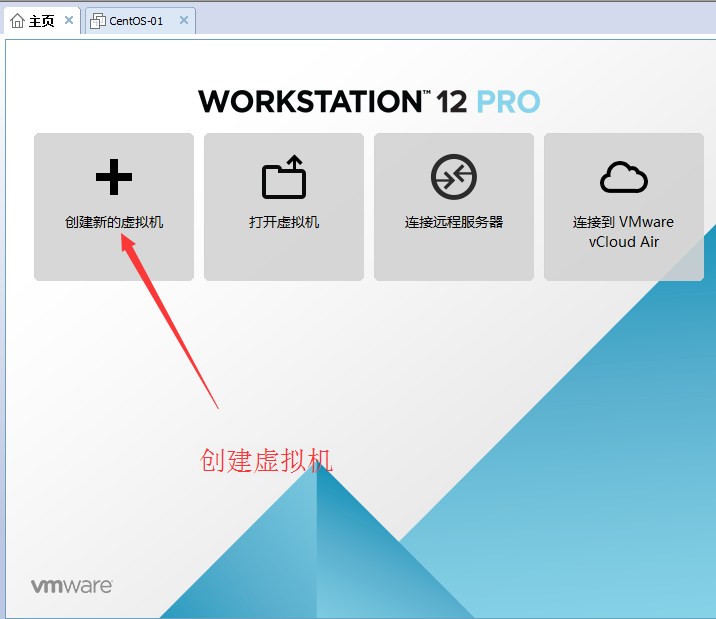 主页
CentOS-01
WORKSTATION™ 12 PRO
创建新的虚拟机
打开虚拟机
连接远程服务器
连接到 VMware
vCloud Air
创建虚拟机
vmware